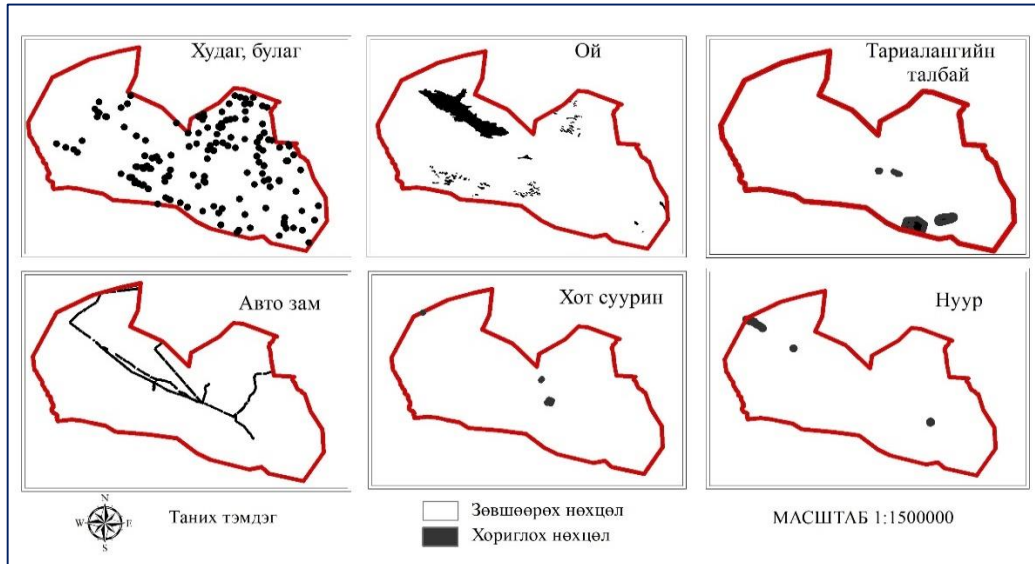 Худаг, булаг
Ой
Тариалангийн
талбай
Авто зам
Хот суурин
Нуур
N
W E
S
Таних тэмдэг
Зөвшөөрөх нөхцөл
Хориглох нөхцөл
МАСШТАБ 1:1500000